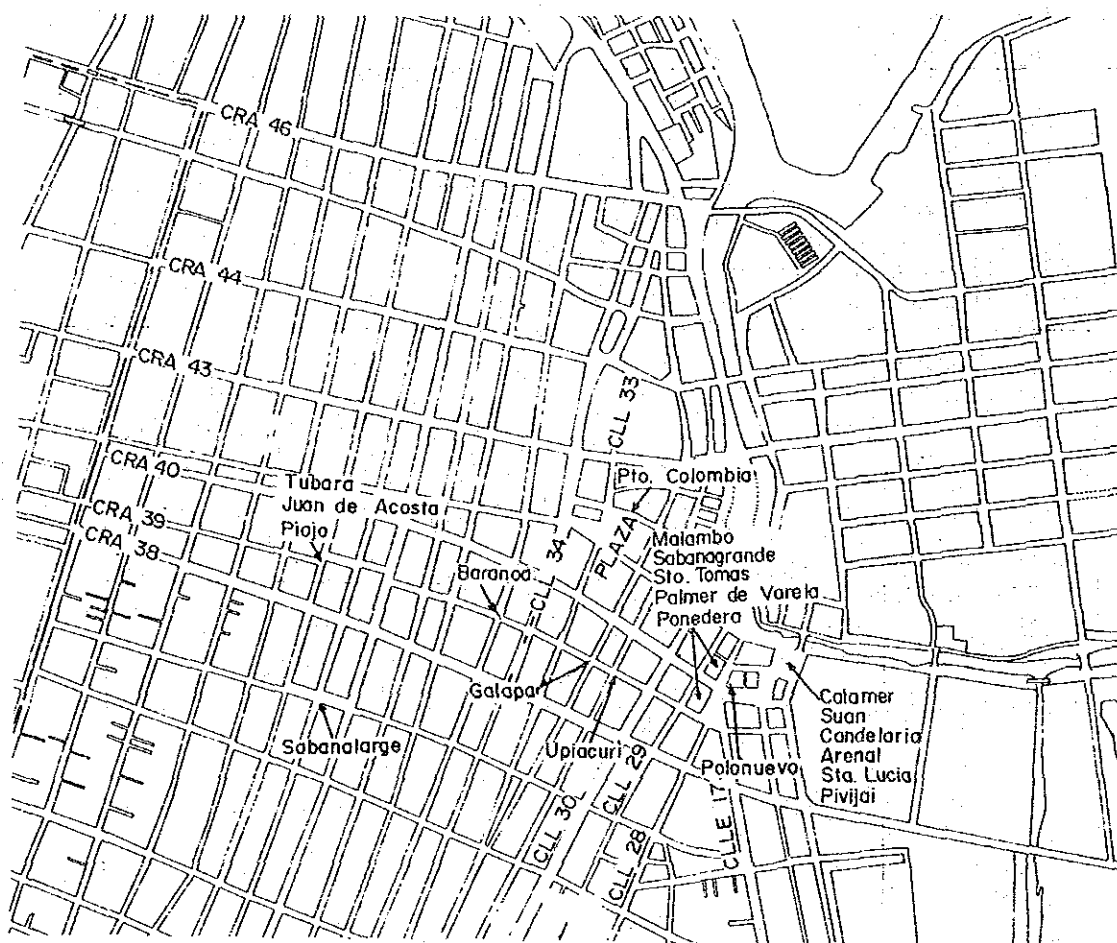 CRA 46
CRA 44
CRA 43
CLL 33
CRA 40
CRA 39
CRA 38
Tubara
Juan de Acosta
Piojo
Pto. Colombia
PLAZA
CLL 34
Baranoa
Malambo
Sabanagrande
Sto. Tomas
Palmer de Varela
Ponedera
Galapa
Sabanalarge
Upiacuri
Polonuevo
Calamer
Suan
Candelaria
Arenal
Sta. Lucia
Pivijai
CLL 30
CLL 29
CLL 28
CLLE 17